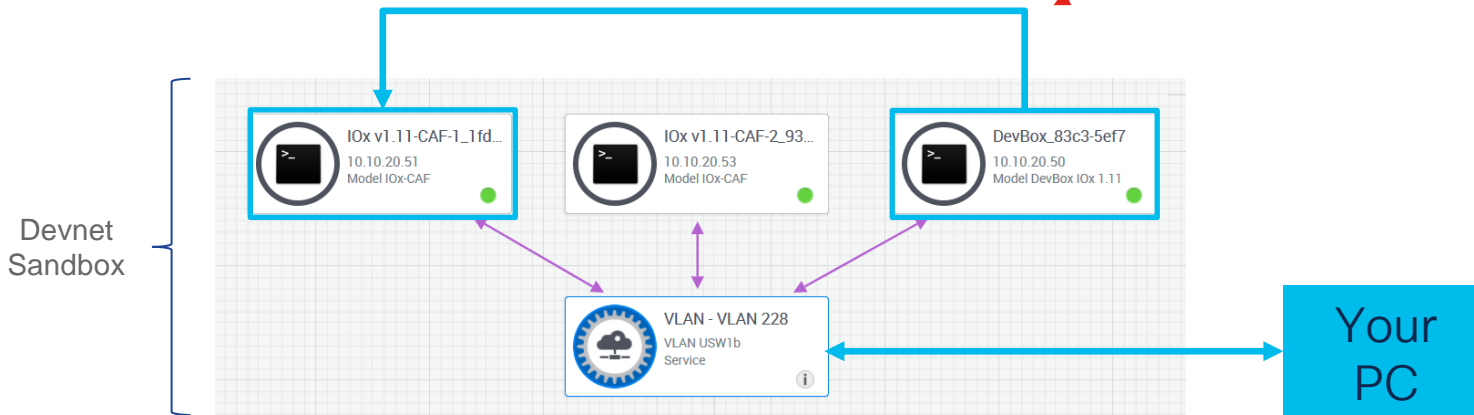 IOx v1.11-CAF-1_1fd...
10.10.20.51
Model IOx-CAF
IOx v1.11-CAF-2_93...
10.10.20.53
Model IOx-CAF
DevBox_83c3-5ef7
10.10.20.50
Model DevBox IOx 1.11
Devnet
Sandbox
VLAN - VLAN 228
VLAN USW1b
Service
Your
PC